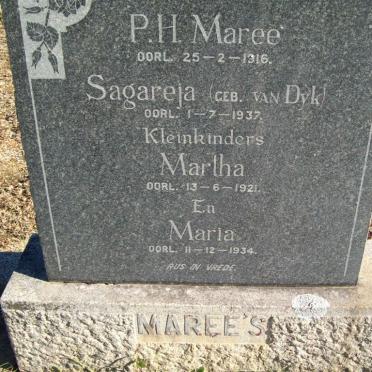 P.H. Maree
OORL. 25-2-1916.
Sagareja (GEB. VAN Dyk)
OORL. 1-7-1937.
Kleinkinders
Martha
OORL. 13-6-1921.
En
Maria
OORL. 11-12-1934.
RUS IN VREDE.
MAREE'S